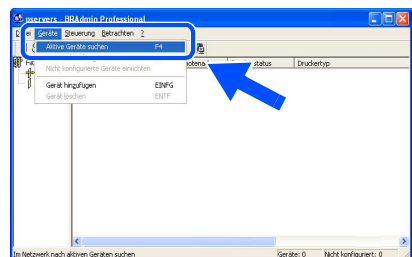 pservers - BRAdmin Professional
Geräte Steuerung Betrachten ?
Aktive Geräte suchen F4
Nicht konfigurierte Geräte einrichten
Gerät hinzufügen EINFG
Gerät löschen ENTF
status Druckertyp
Im Netzwerk nach aktiven Geräten suchen Geräte: 0 Nicht konfiguriert: 0